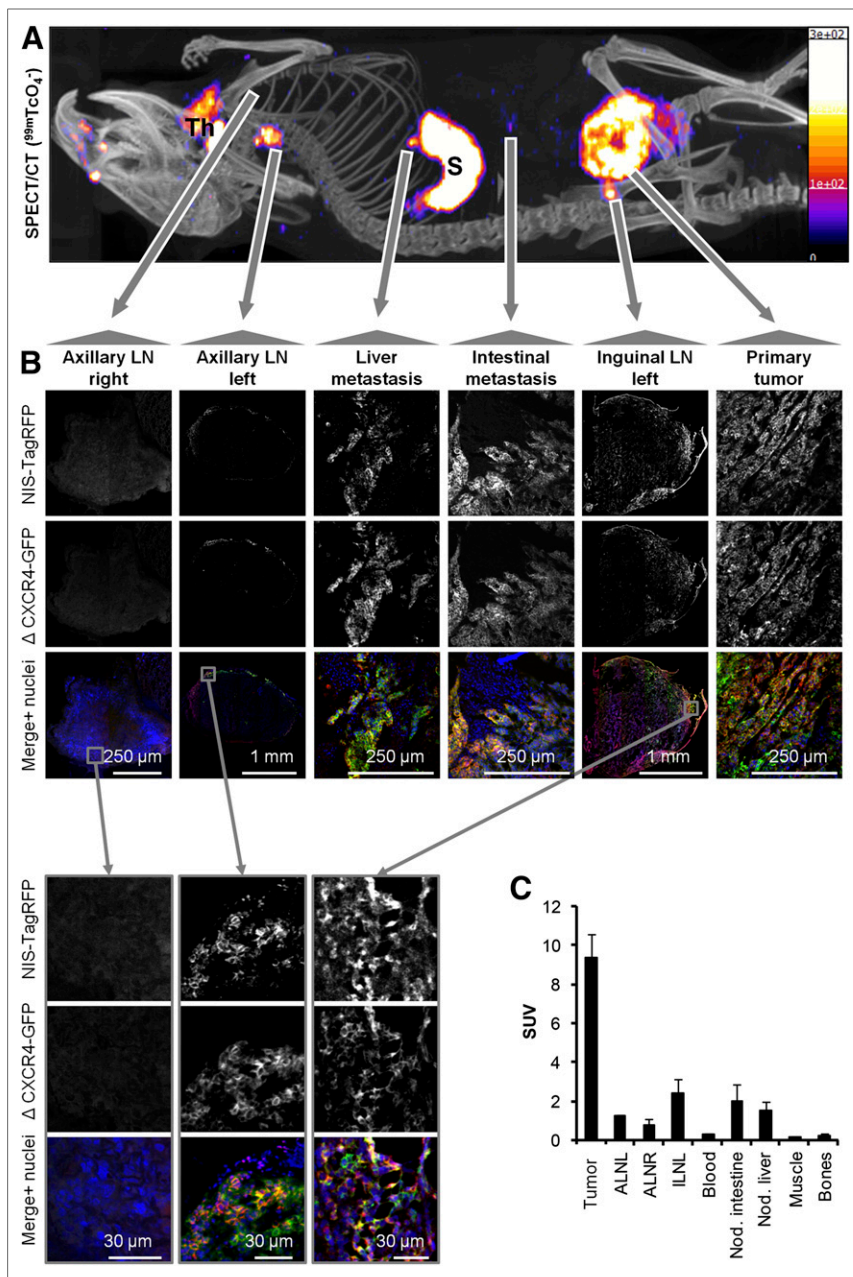 A
SPECT/CT (99mTcO4-)
Th
S
3e+02
1e+02
0
B
Axillary LN right
Axillary LN left
Liver metastasis
Intestinal metastasis
Inguinal LN left
Primary tumor
NIS-TagRFP
Δ CXCR4-GFP
Merge+ nuclei
250 µm
1 mm
250 µm
250 µm
1 mm
250 µm
NIS-TagRFP
Δ CXCR4-GFP
Merge+ nuclei
30 µm
30 µm
30 µm
C
SUV
12
10
8
6
4
2
0
Tumor
ALNL
ALNR
ILNL
Blood
Nod. intestine
Nod. liver
Muscle
Bones